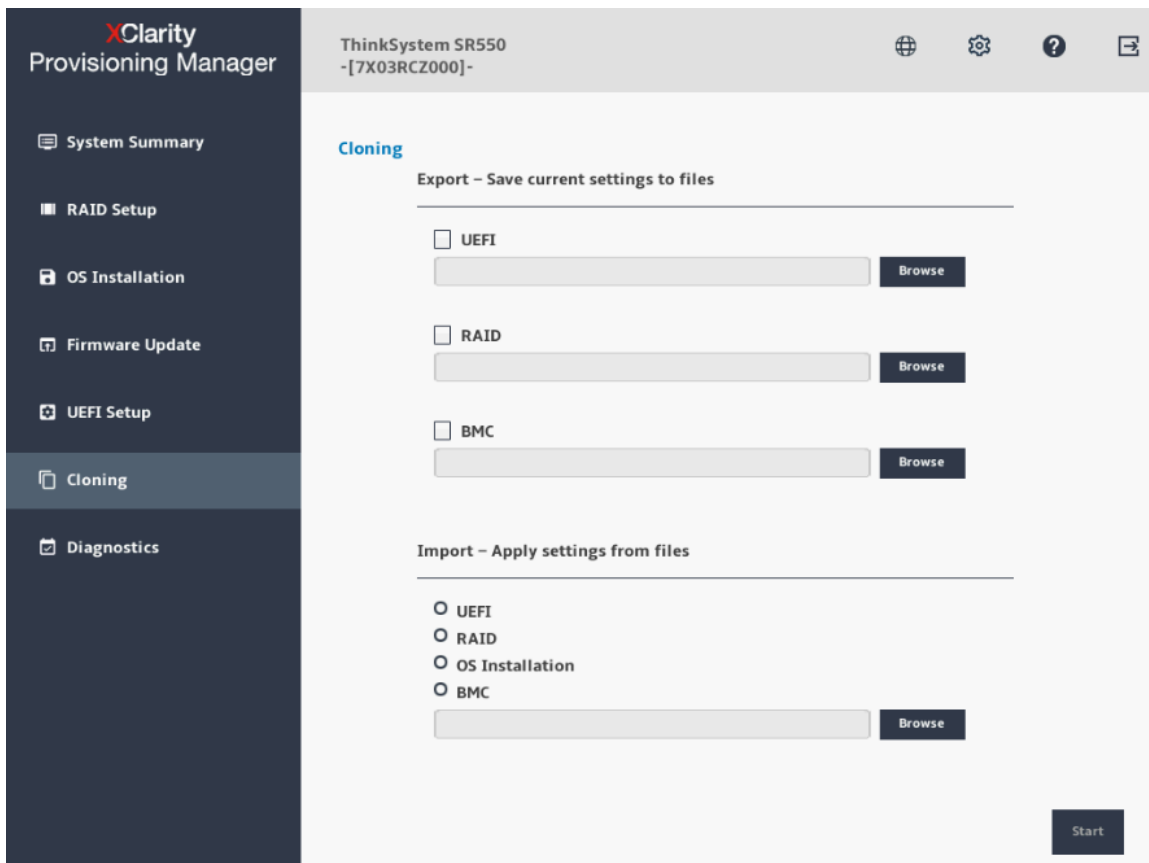 XClarity
Provisioning Manager
ThinkSystem SR550
-[7X03RCZ000]-
System Summary
RAID Setup
OS Installation
Firmware Update
UEFI Setup
Cloning
Diagnostics
Cloning
Export – Save current settings to files
UEFI
Browse
RAID
Browse
BMC
Browse
Import – Apply settings from files
UEFI
RAID
OS Installation
BMC
Browse
Start